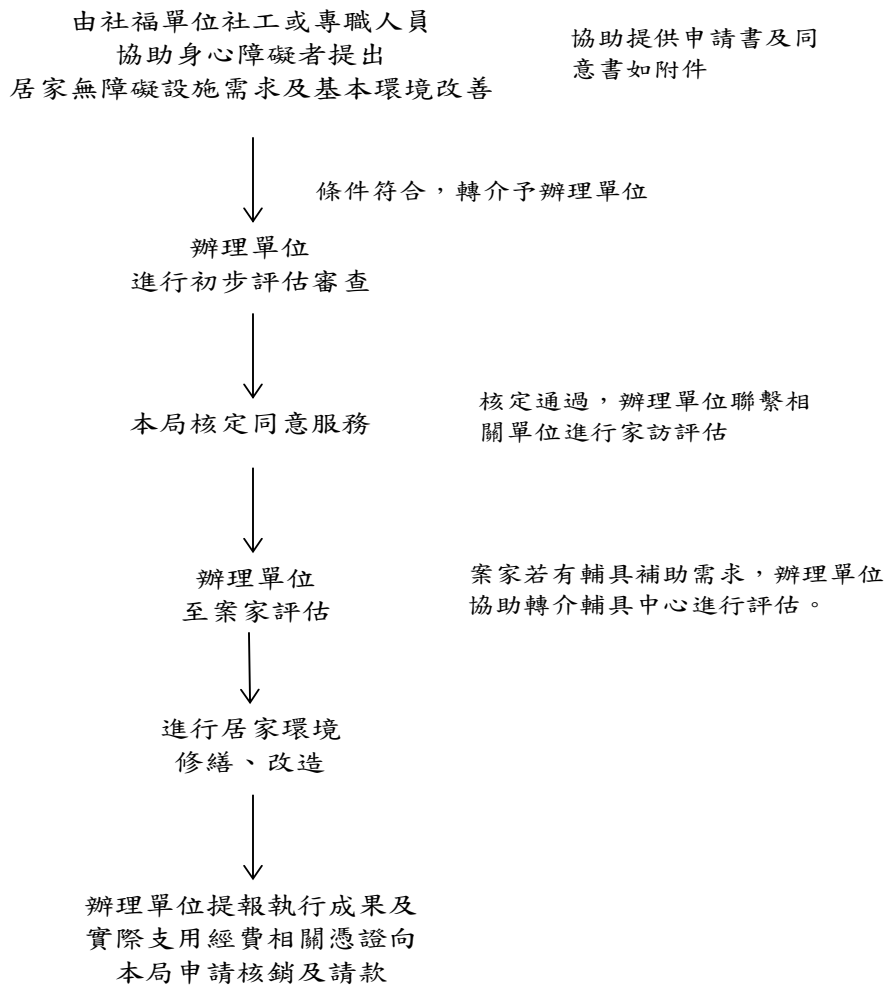 由社福單位社工或專職人員
協助身心障礙者提出
居家無障礙設施需求及基本環境改善
協助提供申請書及同
意書如附件
條件符合，轉介予辦理單位
辦理單位
進行初步評估審查
本局核定同意服務
核定通過，辦理單位聯繫相
關單位進行家訪評估
辦理單位
至案家評估
案家若有輔具補助需求，辦理單位
協助轉介輔具中心進行評估。
進行居家環境
修繕、改造
辦理單位提報執行成果及
實際支用經費相關憑證向
本局申請核銷及請款